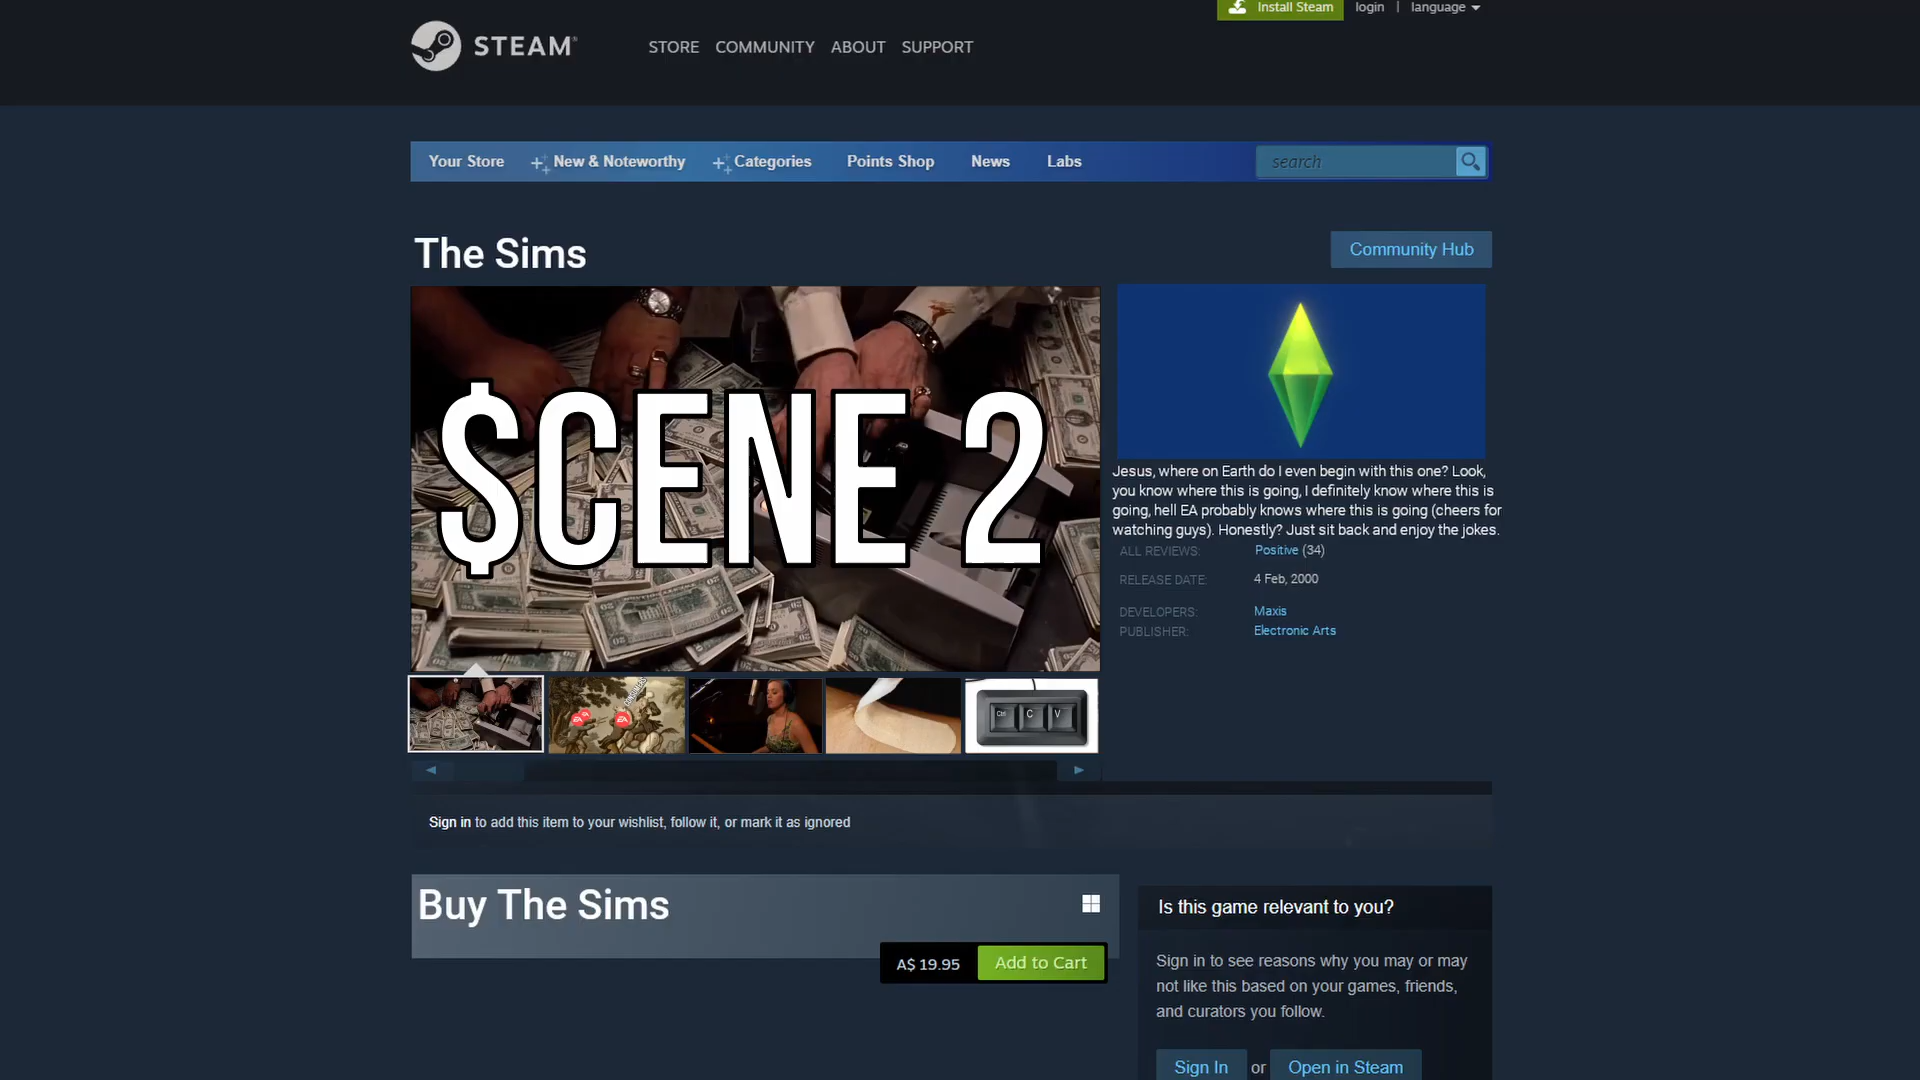 Install Steam login | language
STEAM
STORE COMMUNITY ABOUT SUPPORT
Your Store New & Noteworthy Categories Points Shop News Labs search
The Sims
Community Hub
$CENE 2
Jesus, where on Earth do I even begin with this one? Look,
you know where this is going, I definitely know where this is
going, hell EA probably knows where this is going (cheers for
watching guys). Honestly? Just sit back and enjoy the jokes.
ALL REVIEWS: Positive (34)
RELEASE DATE: 4 Feb, 2000
DEVELOPERS: Maxis
PUBLISHER: Electronic Arts
EA EA
Ctrl C V
Sign in to add this item to your wishlist, follow it, or mark it as ignored
Buy The Sims
A$ 19.95 Add to Cart
Is this game relevant to you?
Sign in to see reasons why you may or may
not like this based on your games, friends,
and curators you follow.
Sign In or Open in Steam